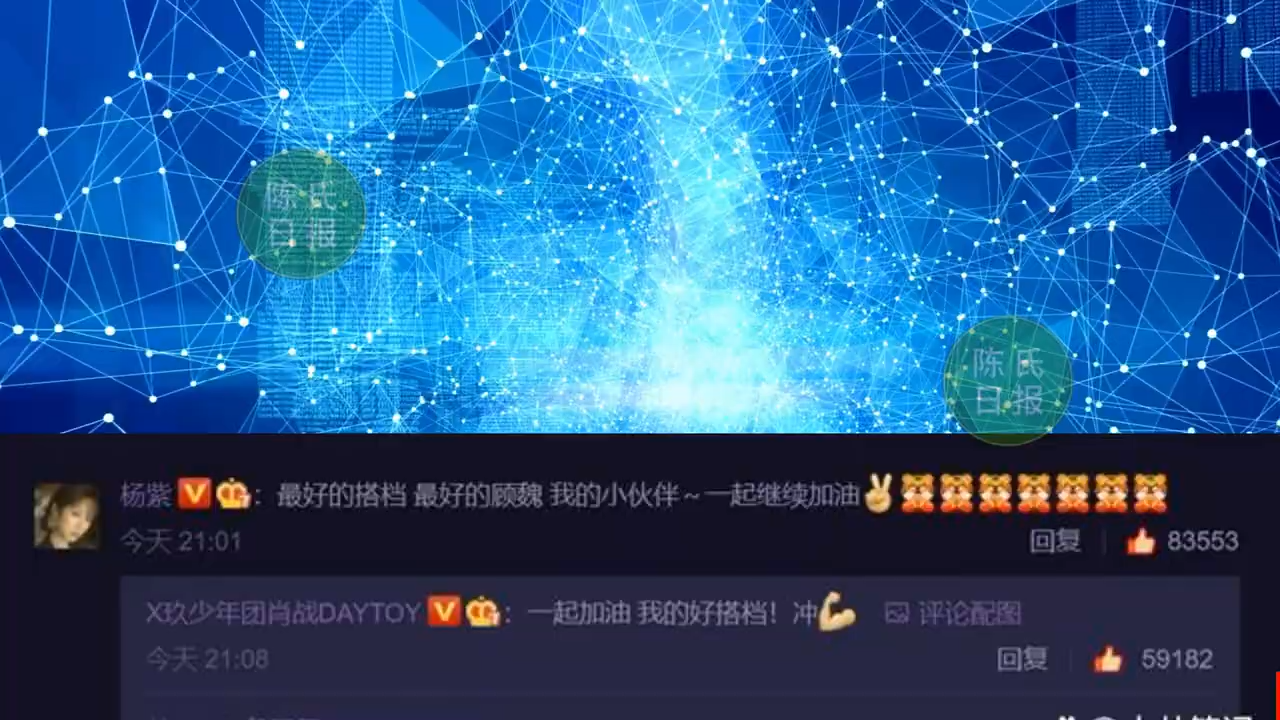 陈氏
日报
陈氏
日报
杨紫：最好的搭档 最好的顾魏 我的小伙伴～一起继续加油✌🐯🐯🐯🐯🐯🐯🐯
今天 21:01 回复 83553
X玖少年团肖战DAYTOY：一起加油 我的好搭档！冲💪 评论配图
今天 21:08 回复 59182